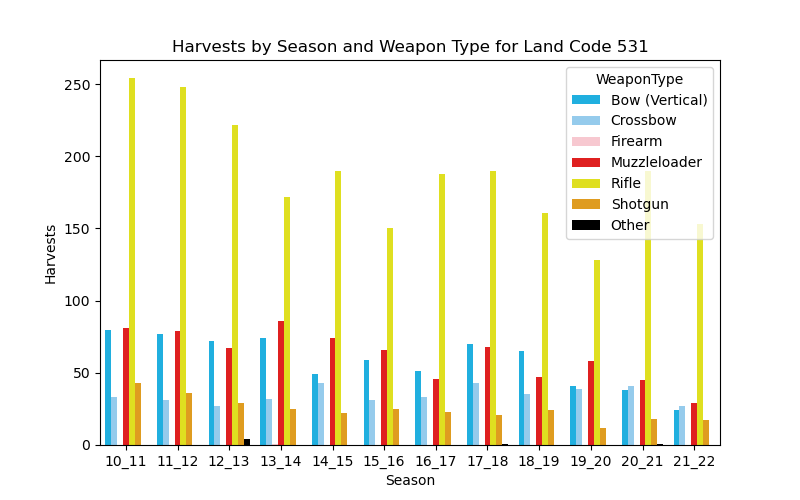 Harvests by Season and Weapon Type for Land Code 531
WeaponType
Bow (Vertical)
Crossbow
Firearm
Muzzleloader
Rifle
Shotgun
Other
Harvests
250
200
150
100
50
0
10_11 11_12 12_13 13_14 14_15 15_16 16_17 17_18 18_19 19_20 20_21 21_22
Season